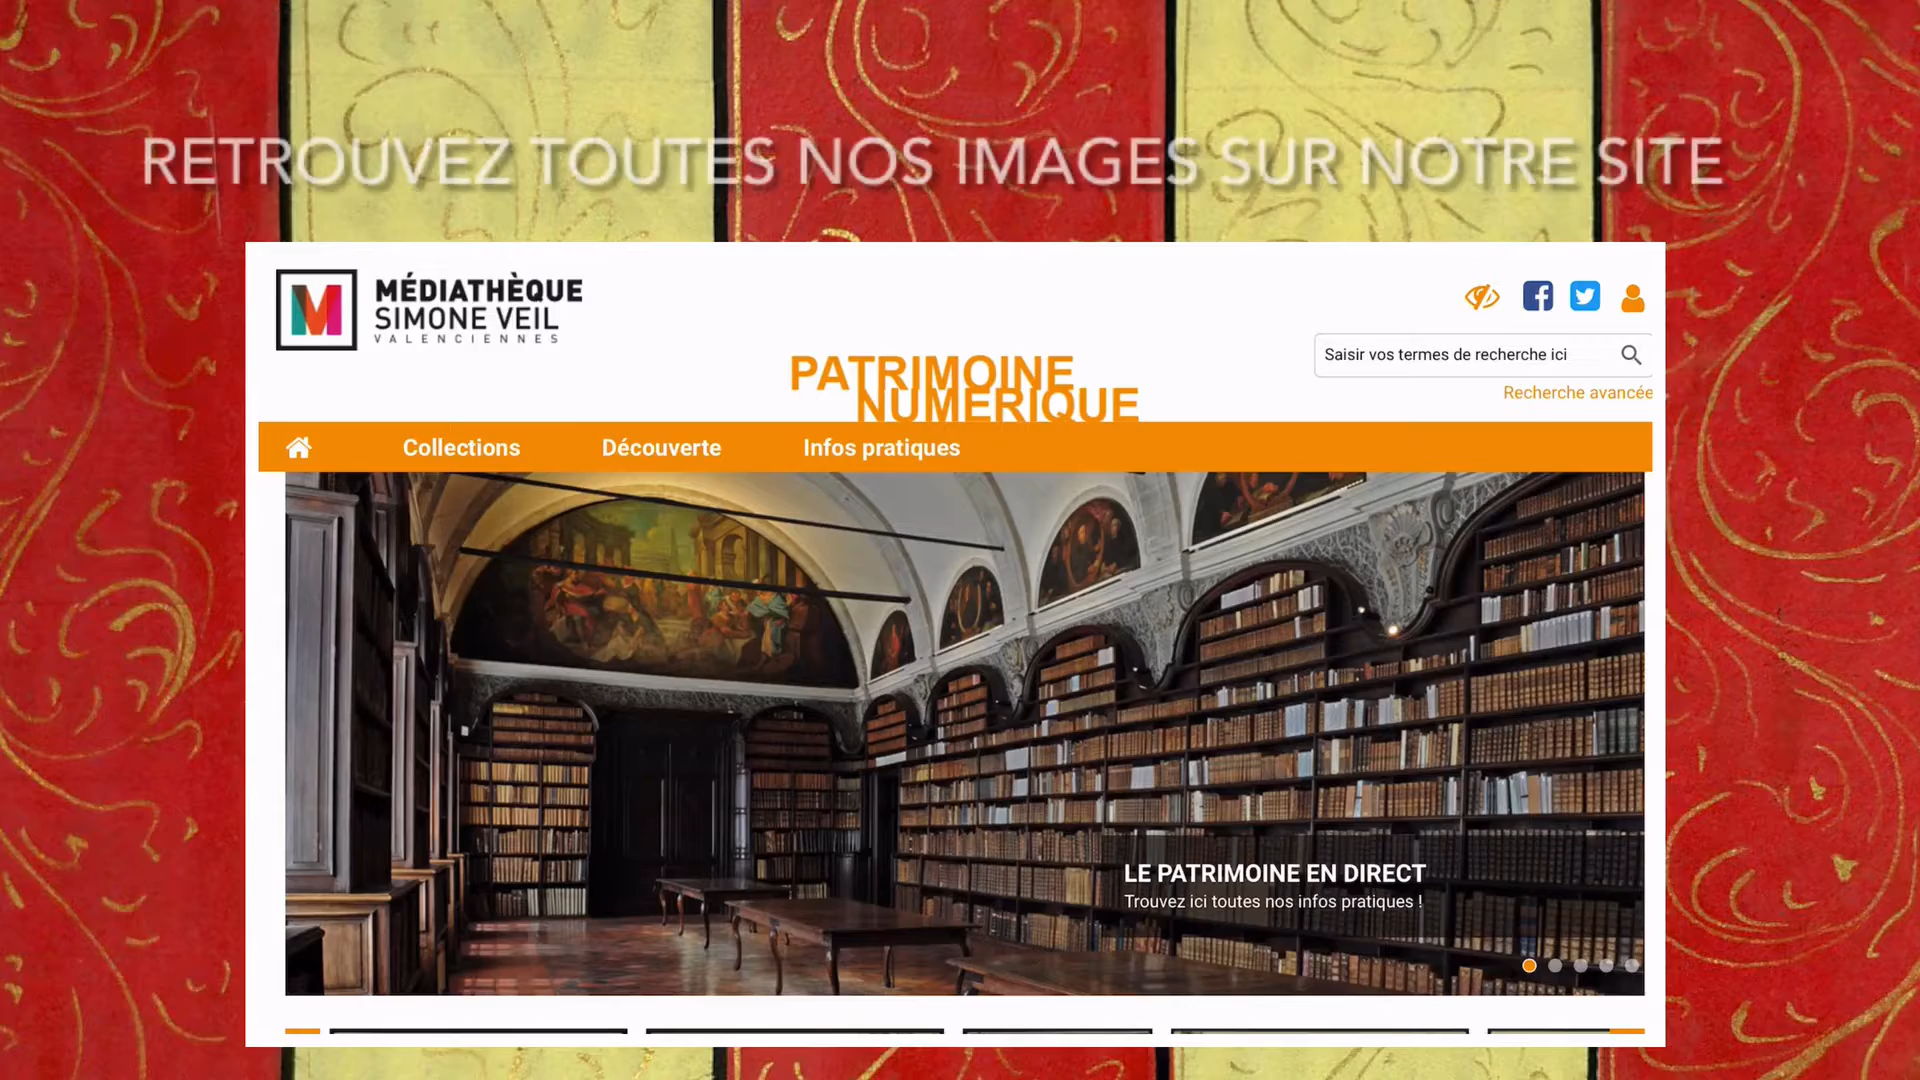 RETROUVEZ TOUTES NOS IMAGES SUR NOTRE SITE
M
MÉDIATHÈQUE
SIMONE VEIL
VALENCIENNES
PATRIMOINE
NUMERIQUE
Saisir vos termes de recherche ici
Recherche avancée
Collections
Découverte
Infos pratiques
LE PATRIMOINE EN DIRECT
Trouvez ici toutes nos infos pratiques !